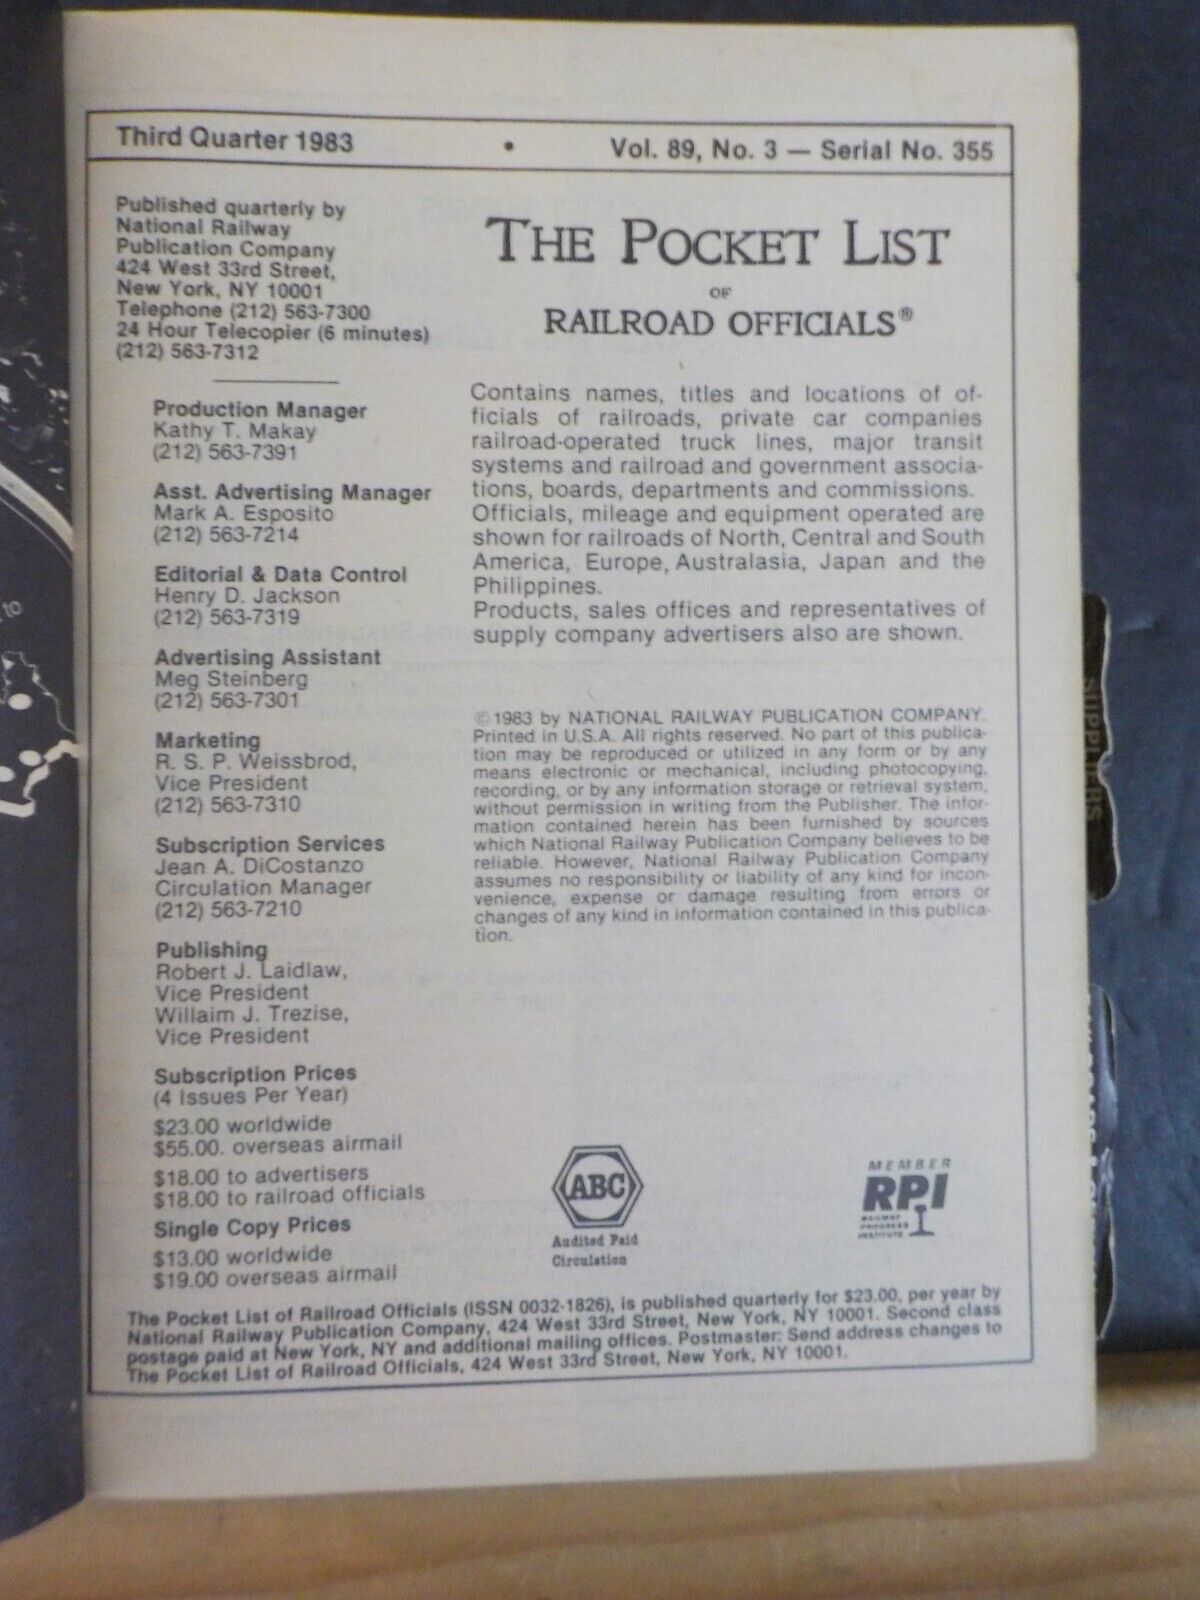 Third Quarter 1983 • Vol. 89, No. 3 — Serial No. 355
Published quarterly by
National Railway
Publication Company
424 West 33rd Street,
New York, NY 10001
Telephone (212) 563-7300
24 Hour Telecopier (6 minutes)
(212) 563-7312
Production Manager
Kathy T. Makay
(212) 563-7391
Asst. Advertising Manager
Mark A. Esposito
(212) 563-7214
Editorial & Data Control
Henry D. Jackson
(212) 563-7319
Advertising Assistant
Meg Steinberg
(212) 563-7301
Marketing
R. S. P. Weissbrod,
Vice President
(212) 563-7310
Subscription Services
Jean A. DiCostanzo
Circulation Manager
(212) 563-7210
Publishing
Robert J. Laidlaw,
Vice President
Willaim J. Trezise,
Vice President
Subscription Prices
(4 Issues Per Year)
$23.00 worldwide
$55.00. overseas airmail
$18.00 to advertisers
$18.00 to railroad officials
Single Copy Prices
$13.00 worldwide
$19.00 overseas airmail
THE POCKET LIST
OF
RAILROAD OFFICIALS®
Contains names, titles and locations of of-
ficials of railroads, private car companies
railroad-operated truck lines, major transit
systems and railroad and government associa-
tions, boards, departments and commissions.
Officials, mileage and equipment operated are
shown for railroads of North, Central and South
America, Europe, Australasia, Japan and the
Philippines.
Products, sales offices and representatives of
supply company advertisers also are shown.
©1983 by NATIONAL RAILWAY PUBLICATION COMPANY.
Printed in U.S.A. All rights reserved. No part of this publica-
tion may be reproduced or utilized in any form or by any
means electronic or mechanical, including photocopying,
recording, or by any information storage or retrieval system,
without permission in writing from the Publisher. The infor-
mation contained herein has been furnished by sources
which National Railway Publication Company believes to be
reliable. However, National Railway Publication Company
assumes no responsibility or liability of any kind for incon-
venience, expense or damage resulting from errors or
changes of any kind in information contained in this publica-
tion.
ABC
Audited Paid
Circulation
MEMBER
RPI
RAILWAY
PROGRESS
INSTITUTE
The Pocket List of Railroad Officials (ISSN 0032-1826), is published quarterly for $23.00, per year by
National Railway Publication Company, 424 West 33rd Street, New York, NY 10001. Second class
postage paid at New York, NY and additional mailing offices. Postmaster: Send address changes to
The Pocket List of Railroad Officials, 424 West 33rd Street, New York, NY 10001.
to
SUPPLIERS